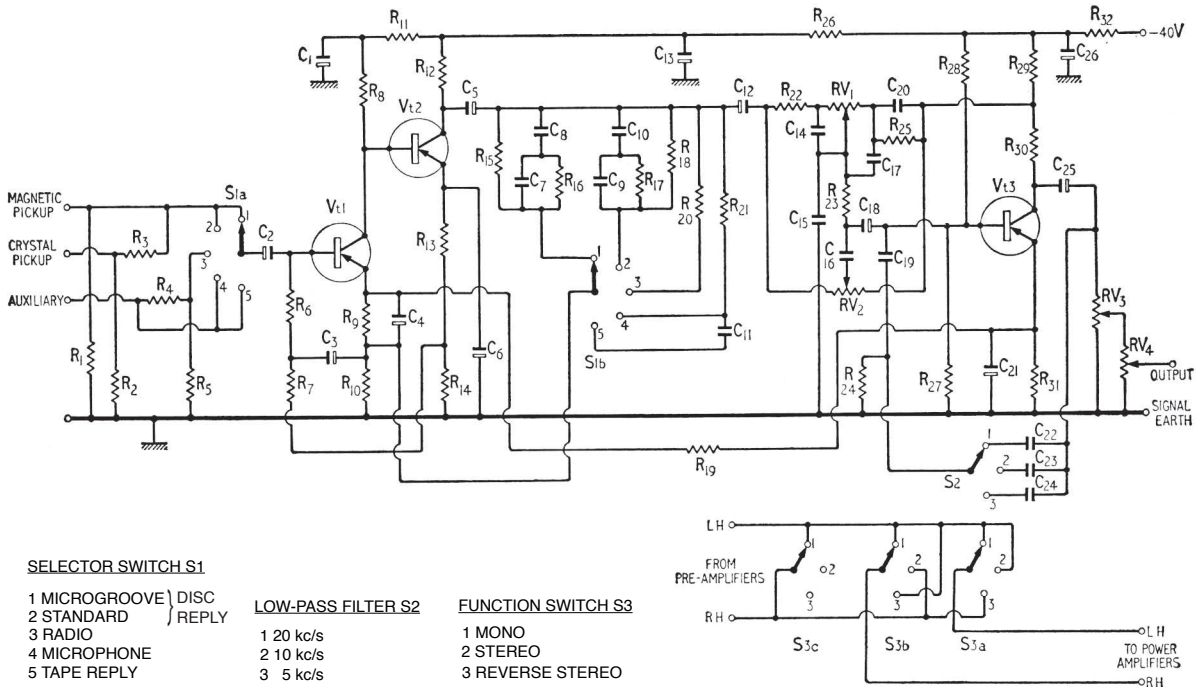 R11
R26
R32
-40V
C1
R8
R12
C13
R28
R29
C26
Vt2
C5
C12
R22
RV1
C20
C8
C10
C14
R25
R30
R15
R18
C17
C25
C7
R16
C9
R17
R20
R21
R23
C18
Vt3
MAGNETIC PICKUP
S1a
1
2
3
4
5
Vt1
C2
R3
CRYSTAL PICKUP
R4
AUXILIARY
R13
C15
C16
C19
RV2
R6
R9
C4
1
2
3
4
5
S1b
C11
RV3
RV4
OUTPUT
R1
R2
R5
C3
R7
R10
C6
R14
R24
R27
C21
R31
SIGNAL EARTH
R19
S2
1
2
3
C22
C23
C24
LH
FROM PRE-AMPLIFIERS
RH
1
2
3
S3c
1
2
3
S3b
1
2
3
S3a
LH
TO POWER AMPLIFIERS
RH
SELECTOR SWITCH S1
1 MICROGROOVE } DISC
2 STANDARD } REPLY
3 RADIO
4 MICROPHONE
5 TAPE REPLY
LOW-PASS FILTER S2
1 20 kc/s
2 10 kc/s
3 5 kc/s
FUNCTION SWITCH S3
1 MONO
2 STEREO
3 REVERSE STEREO